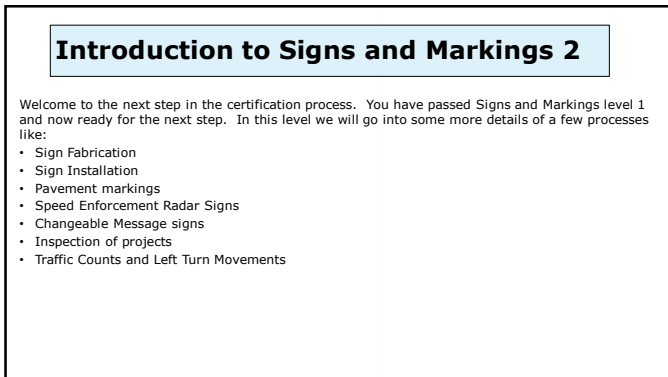 Introduction to Signs and Markings 2
Welcome to the next step in the certification process.  You have passed Signs and Markings level 1
and now ready for the next step.  In this level we will go into some more details of a few processes
like:
• Sign Fabrication
• Sign Installation
• Pavement markings
• Speed Enforcement Radar Signs
• Changeable Message signs
• Inspection of projects
• Traffic Counts and Left Turn Movements